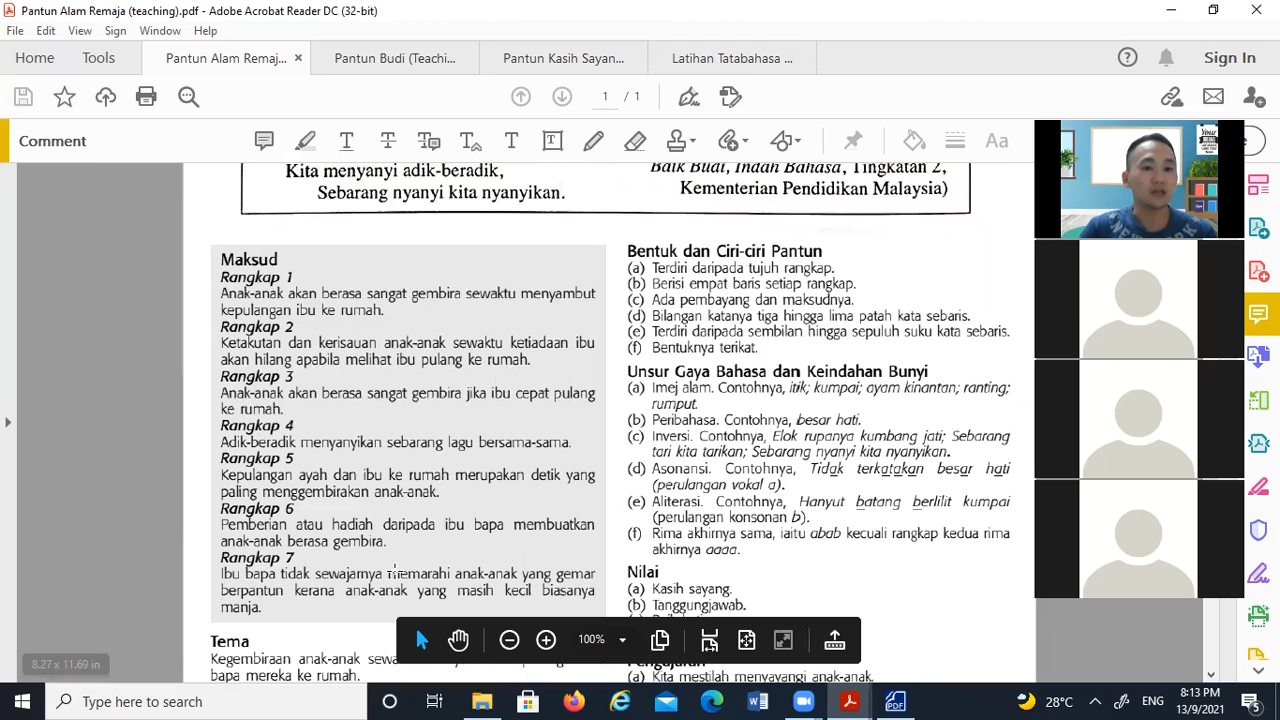 Pantun Alam Remaja (teaching).pdf - Adobe Acrobat Reader DC (32-bit)
File Edit View Sign Window Help
Home Tools Pantun Alam Remaj... × Pantun Budi (Teachi... Pantun Kasih Sayan... Latihan Tatabahasa ... Sign In
1 / 1
Comment
Kita menyanyi adik-beradik,
Sebarang nyanyi kita nyanyikan.
Baik Budi, Indah Bahasa, Tingkatan 2,
Kementerian Pendidikan Malaysia)
Maksud
Rangkap 1
Anak-anak akan berasa sangat gembira sewaktu menyambut
kepulangan ibu ke rumah.
Rangkap 2
Ketakutan dan kerisauan anak-anak sewaktu ketiadaan ibu
akan hilang apabila melihat ibu pulang ke rumah.
Rangkap 3
Anak-anak akan berasa sangat gembira jika ibu cepat pulang
ke rumah.
Rangkap 4
Adik-beradik menyanyikan sebarang lagu bersama-sama.
Rangkap 5
Kepulangan ayah dan ibu ke rumah merupakan detik yang
paling menggembirakan anak-anak.
Rangkap 6
Pemberian atau hadiah daripada ibu bapa membuatkan
anak-anak berasa gembira.
Rangkap 7
Ibu bapa tidak sewajarnya memarahi anak-anak yang gemar
berpantun kerana anak-anak yang masih kecil biasanya
manja.
Tema
Kegembiraan anak-anak
bapa mereka ke rumah.
Bentuk dan Ciri-ciri Pantun
(a) Terdiri daripada tujuh rangkap.
(b) Berisi empat baris setiap rangkap.
(c) Ada pembayang dan maksudnya.
(d) Bilangan katanya tiga hingga lima patah kata sebaris.
(e) Terdiri daripada sembilan hingga sepuluh suku kata sebaris.
(f) Bentuknya terikat.
Unsur Gaya Bahasa dan Keindahan Bunyi
(a) Imej alam. Contohnya, itik; kumpai; ayam kinantan; ranting;
rumput.
(b) Peribahasa. Contohnya, besar hati.
(c) Inversi. Contohnya, Elok rupanya kumbang jati; Sebarang
tari kita tarikan; Sebarang nyanyi kita nyanyikan.
(d) Asonansi. Contohnya, Tidak terkatakan besar hati
(perulangan vokal a).
(e) Aliterasi. Contohnya, Hanyut batang berlilit kumpai
(perulangan konsonan b).
(f) Rima akhirnya sama, iaitu abab kecuali rangkap kedua rima
akhirnya aaaa.
Nilai
(a) Kasih sayang.
(b) Tanggungjawab.
Pengajaran
(a) Kita mestilah menyayangi anak-anak.
100%
8.27 x 11.69 in
Type here to search
28°C
ENG
8:13 PM
13/9/2021
5